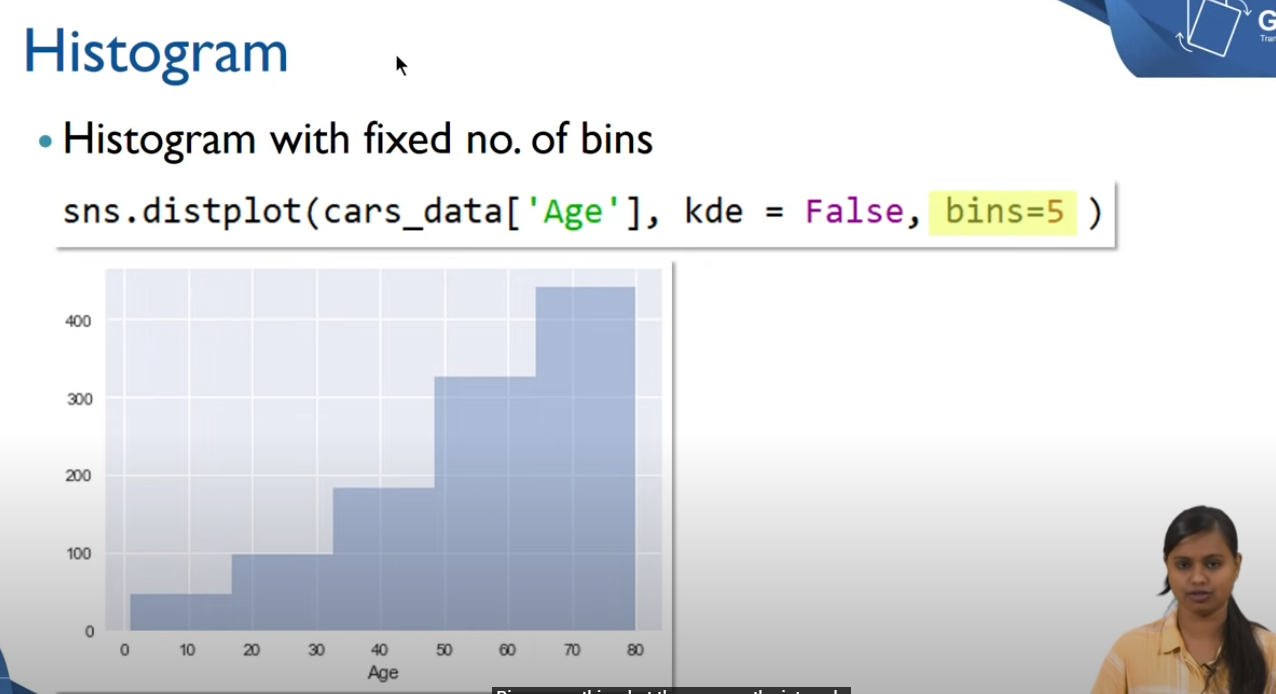 Histogram
G
Tran
• Histogram with fixed no. of bins
sns.distplot(cars_data['Age'], kde = False, bins=5 )
400
300
200
100
0
0 10 20 30 40 50 60 70 80
Age